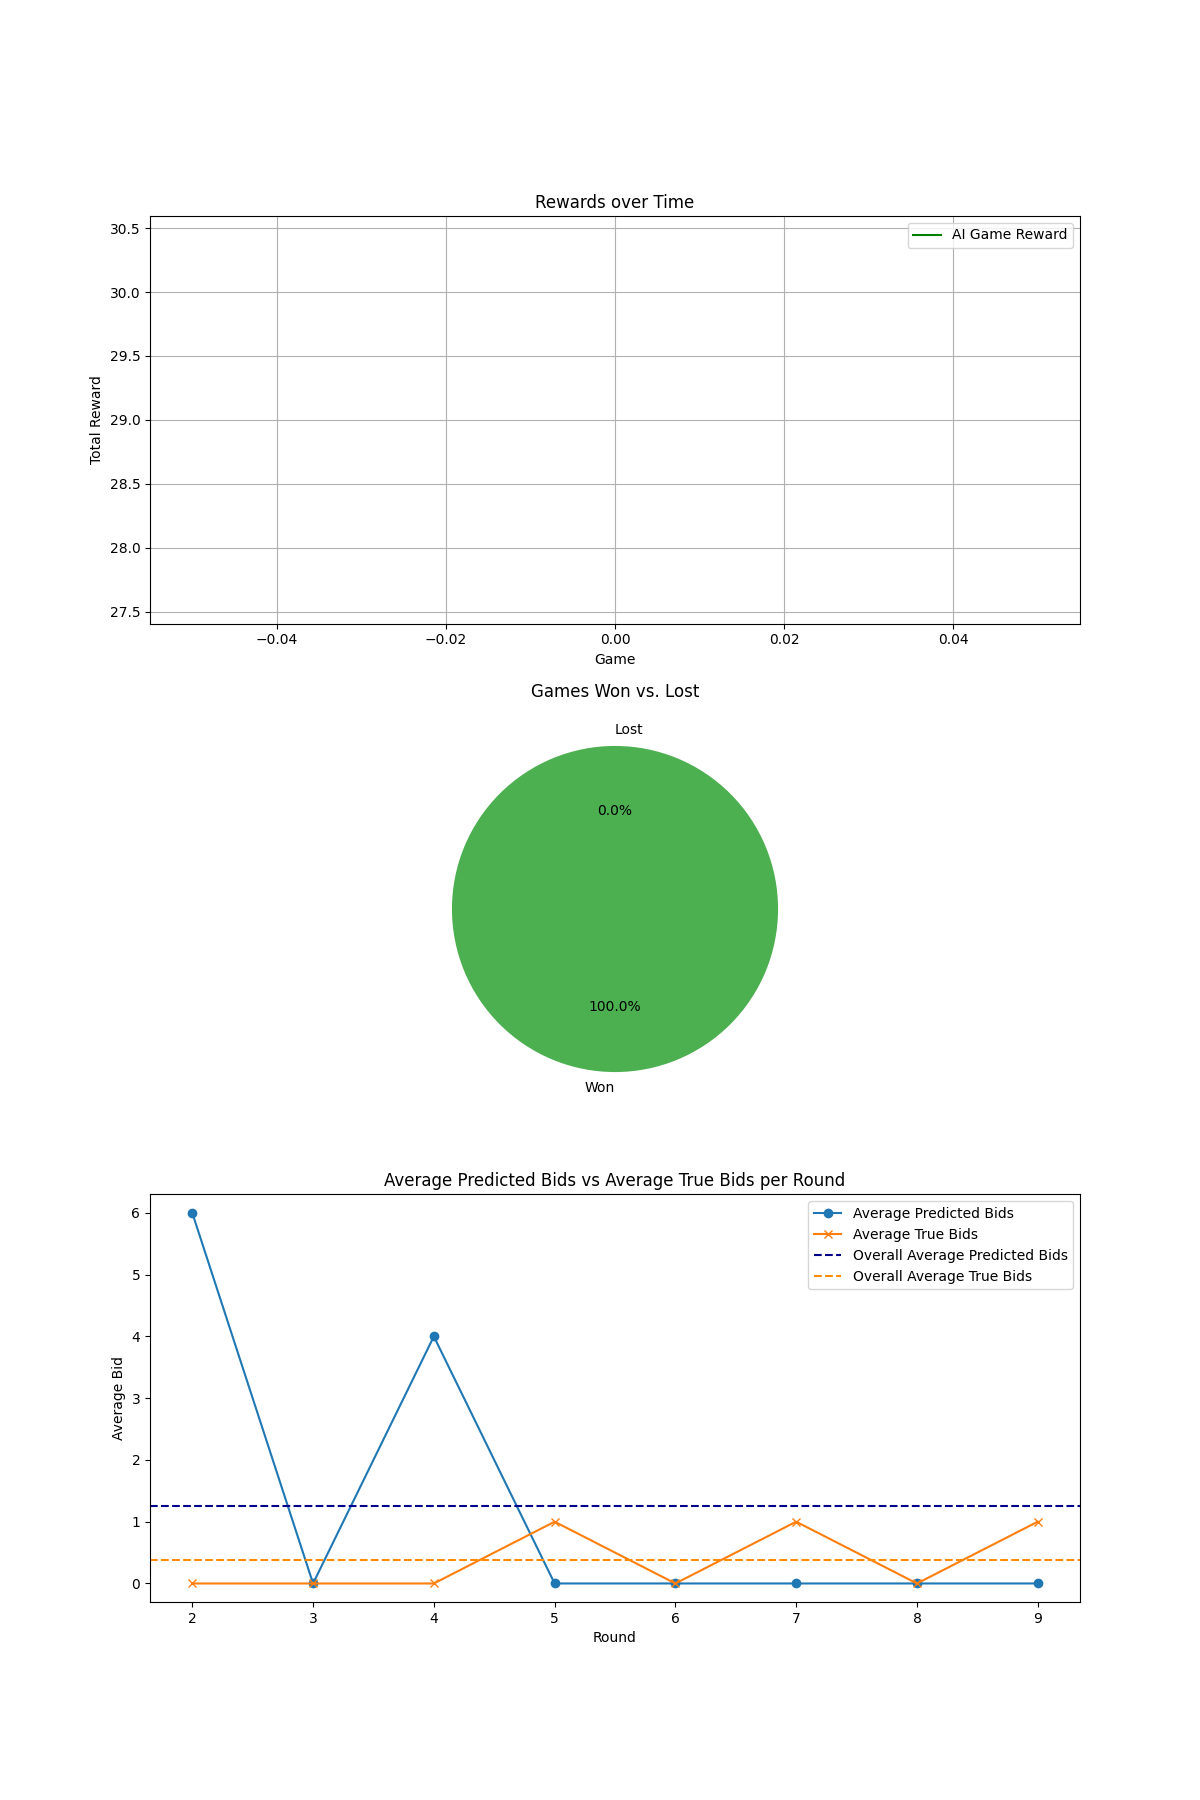 Rewards over Time
AI Game Reward
30.5
30.0
29.5
29.0
28.5
28.0
27.5
Total Reward
−0.04
−0.02
0.00
0.02
0.04
Game
Games Won vs. Lost
Lost
0.0%
100.0%
Won
Average Predicted Bids vs Average True Bids per Round
Average Predicted Bids
Average True Bids
Overall Average Predicted Bids
Overall Average True Bids
6
5
4
3
2
1
0
Average Bid
2
3
4
5
6
7
8
9
Round